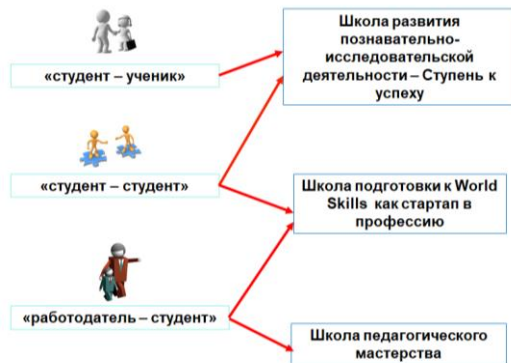 «студент – ученик»
«студент – студент»
«работодатель – студент»
Школа развития
познавательно-
исследовательской
деятельности – Ступень к
успеху
Школа подготовки к World
Skills как стартап в
профессию
Школа педагогического
мастерства